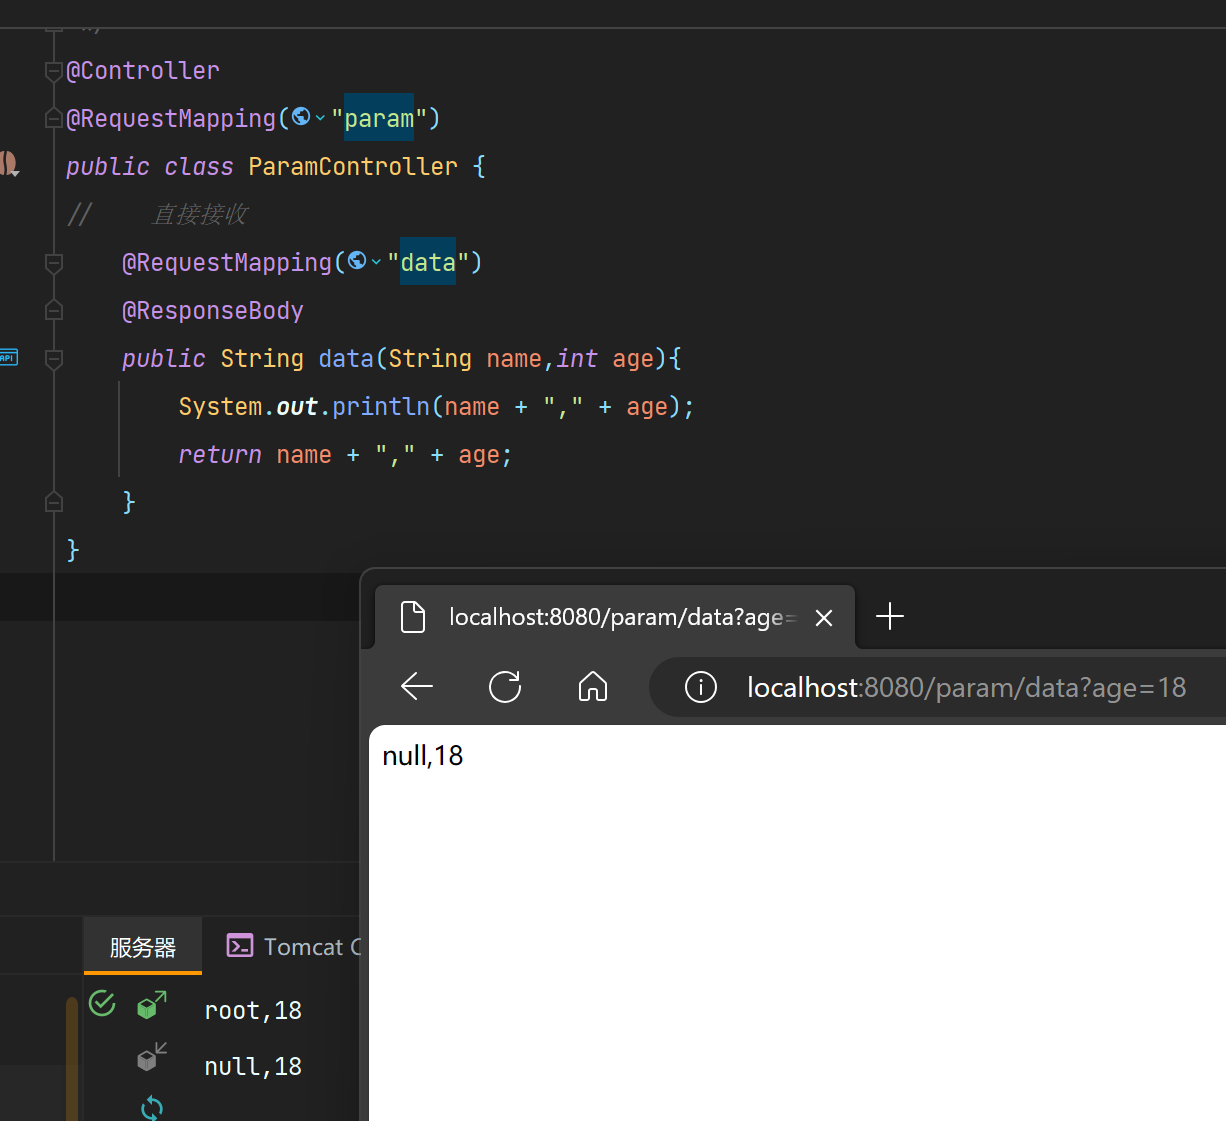 @Controller
@RequestMapping("param")
public class ParamController {
//    直接接收
@RequestMapping("data")
@ResponseBody
public String data(String name,int age){
System.out.println(name + "," + age);
return name + "," + age;
}
}
localhost:8080/param/data?age=
localhost:8080/param/data?age=18
null,18
服务器
Tomcat
root,18
null,18
API